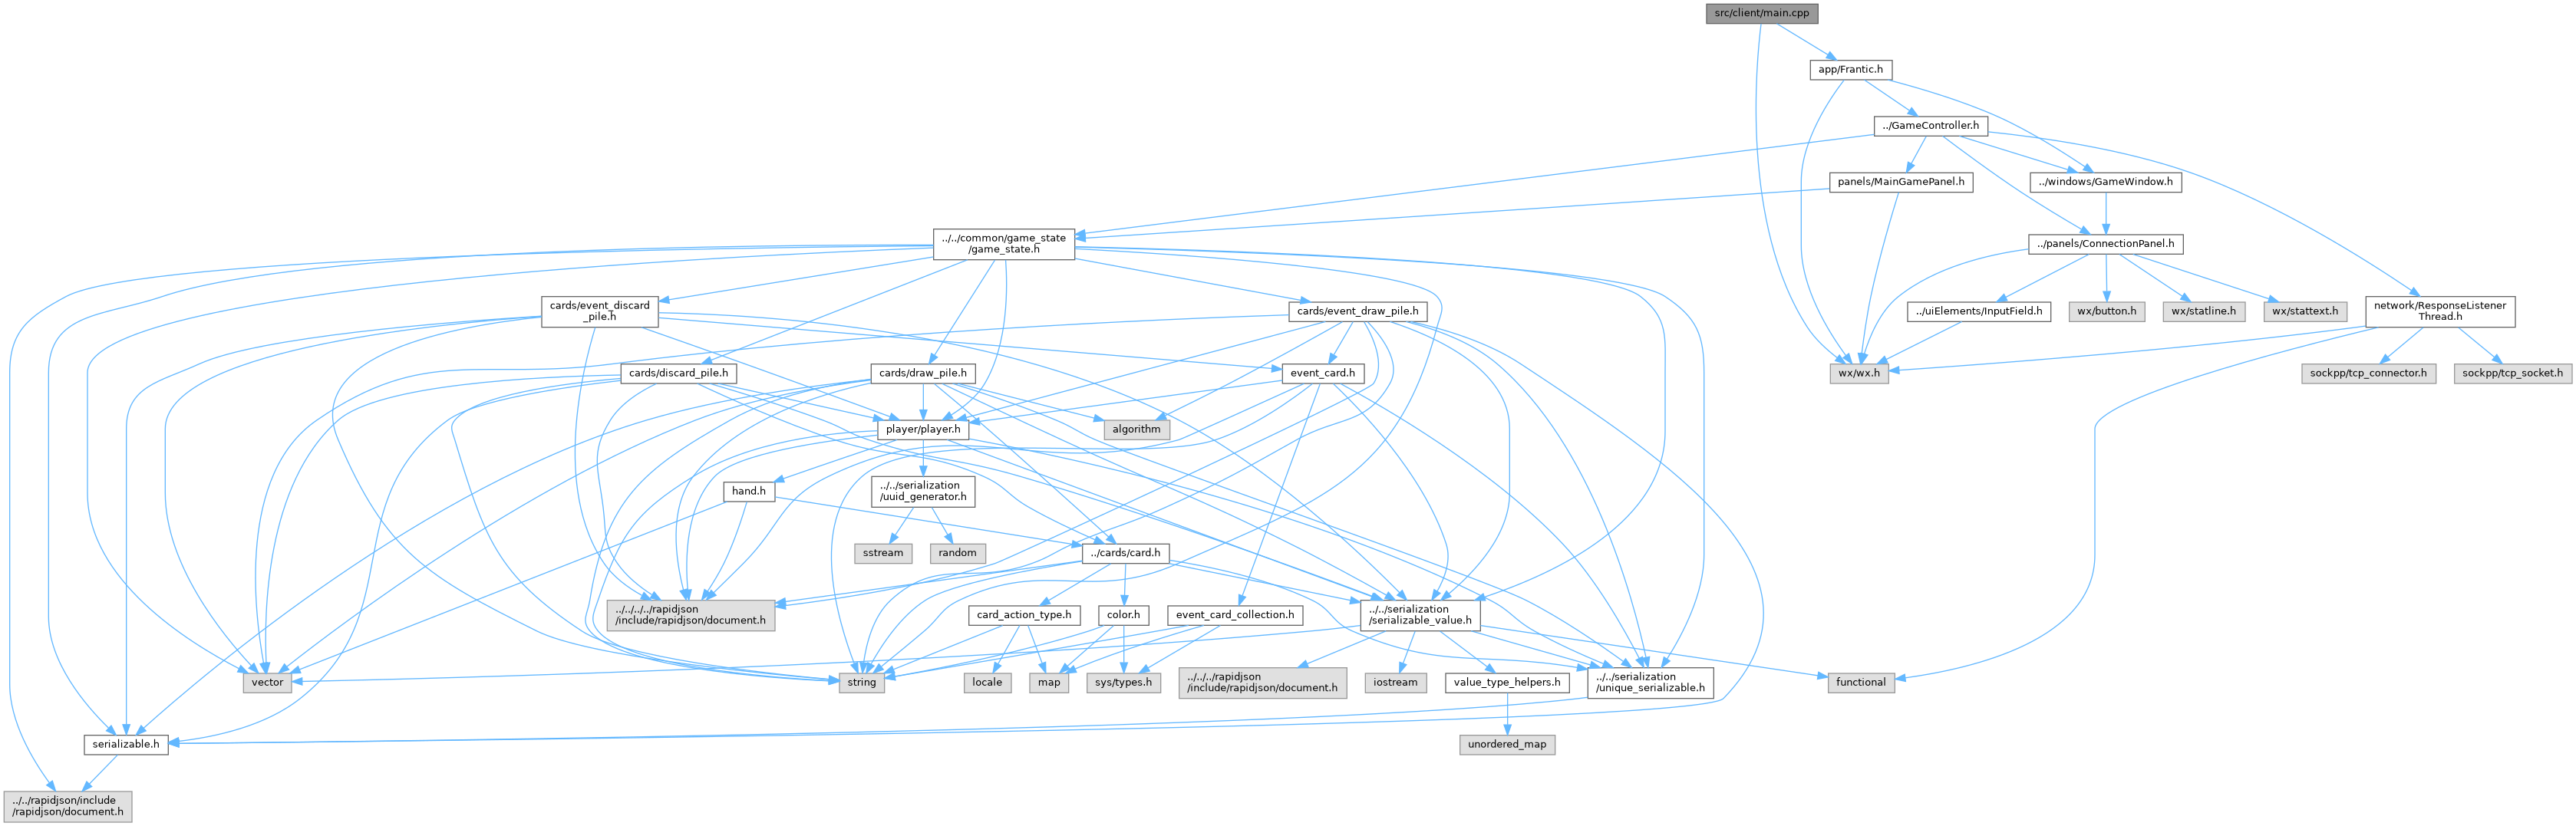 src/client/main.cpp
app/Frantic.h
../GameController.h
panels/MainGamePanel.h
../windows/GameWindow.h
../../common/game_state
/game_state.h
../panels/ConnectionPanel.h
cards/event_discard
_pile.h
cards/event_draw_pile.h
../uiElements/InputField.h
wx/button.h
wx/statline.h
wx/stattext.h
network/ResponseListener
Thread.h
cards/discard_pile.h
cards/draw_pile.h
event_card.h
wx/wx.h
sockpp/tcp_connector.h
sockpp/tcp_socket.h
player/player.h
algorithm
hand.h
../../serialization
/uuid_generator.h
sstream
random
../cards/card.h
../../../../rapidjson
/include/rapidjson/document.h
card_action_type.h
color.h
event_card_collection.h
../../serialization
/serializable_value.h
vector
string
locale
map
sys/types.h
../../../rapidjson
/include/rapidjson/document.h
iostream
value_type_helpers.h
../../serialization
/unique_serializable.h
functional
serializable.h
unordered_map
../../rapidjson/include
/rapidjson/document.h